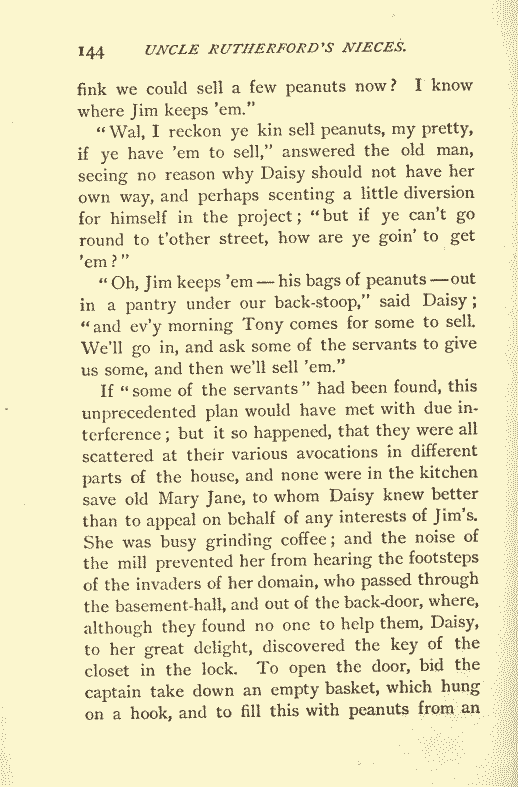 144 UNCLE RUTHERFORD'S NIECES.
fink we could sell a few peanuts now? I know
where Jim keeps 'em."
"Wal, I reckon ye kin sell peanuts, my pretty,
if ye have 'em to sell," answered the old man,
seeing no reason why Daisy should not have her
own way, and perhaps scenting a little diversion
for himself in the project; "but if ye can't go
round to t'other street, how are ye goin' to get
'em?"
"Oh, Jim keeps 'em — his bags of peanuts — out
in a pantry under our back-stoop," said Daisy;
"and ev'y morning Tony comes for some to sell.
We'll go in, and ask some of the servants to give
us some, and then we'll sell 'em."
If "some of the servants" had been found, this
unprecedented plan would have met with due in-
terference; but it so happened, that they were all
scattered at their various avocations in different
parts of the house, and none were in the kitchen
save old Mary Jane, to whom Daisy knew better
than to appeal on behalf of any interests of Jim's.
She was busy grinding coffee; and the noise of
the mill prevented her from hearing the footsteps
of the invaders of her domain, who passed through
the basement-hall, and out of the back-door, where,
although they found no one to help them, Daisy,
to her great delight, discovered the key of the
closet in the lock. To open the door, bid the
captain take down an empty basket, which hung
on a hook, and to fill this with peanuts from an